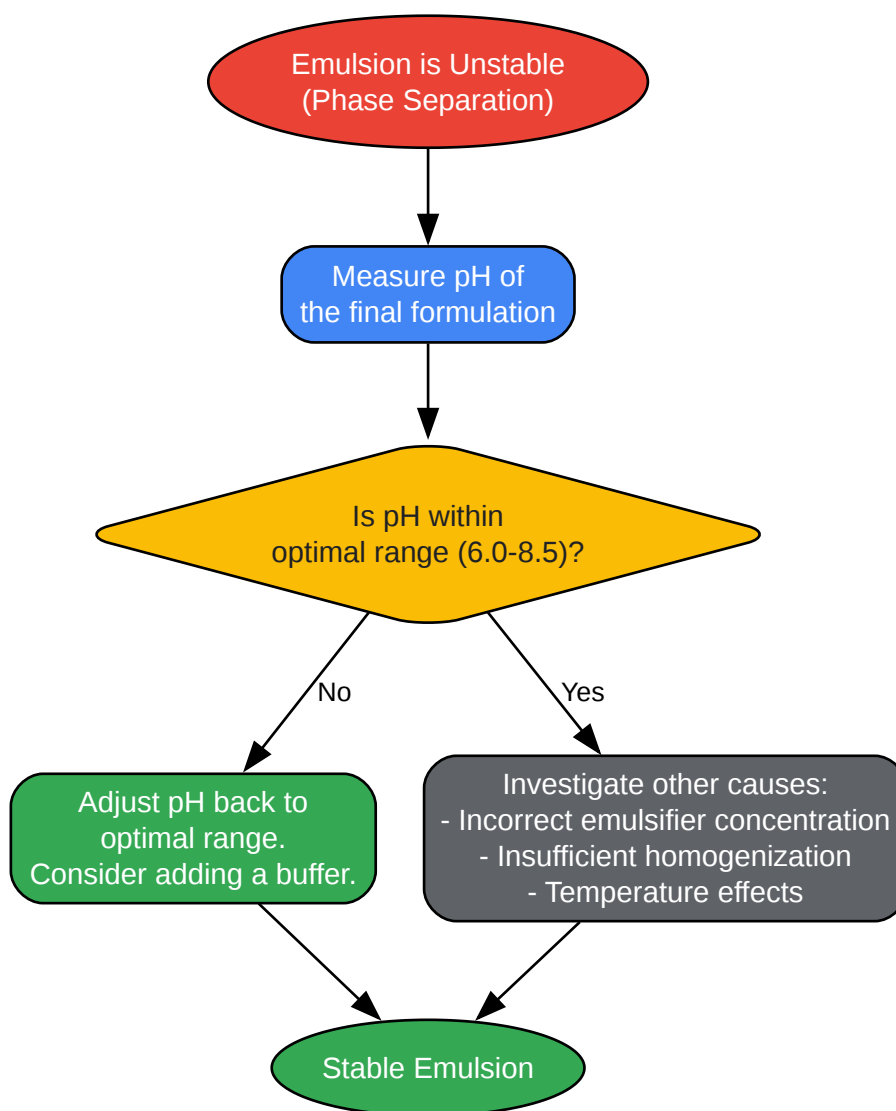 Emulsion is Unstable
(Phase Separation)
Measure pH of
the final formulation
Is pH within
optimal range (6.0-8.5)?
No
Yes
Adjust pH back to
optimal range.
Consider adding a buffer.
Investigate other causes:
- Incorrect emulsifier concentration
- Insufficient homogenization
- Temperature effects
Stable Emulsion